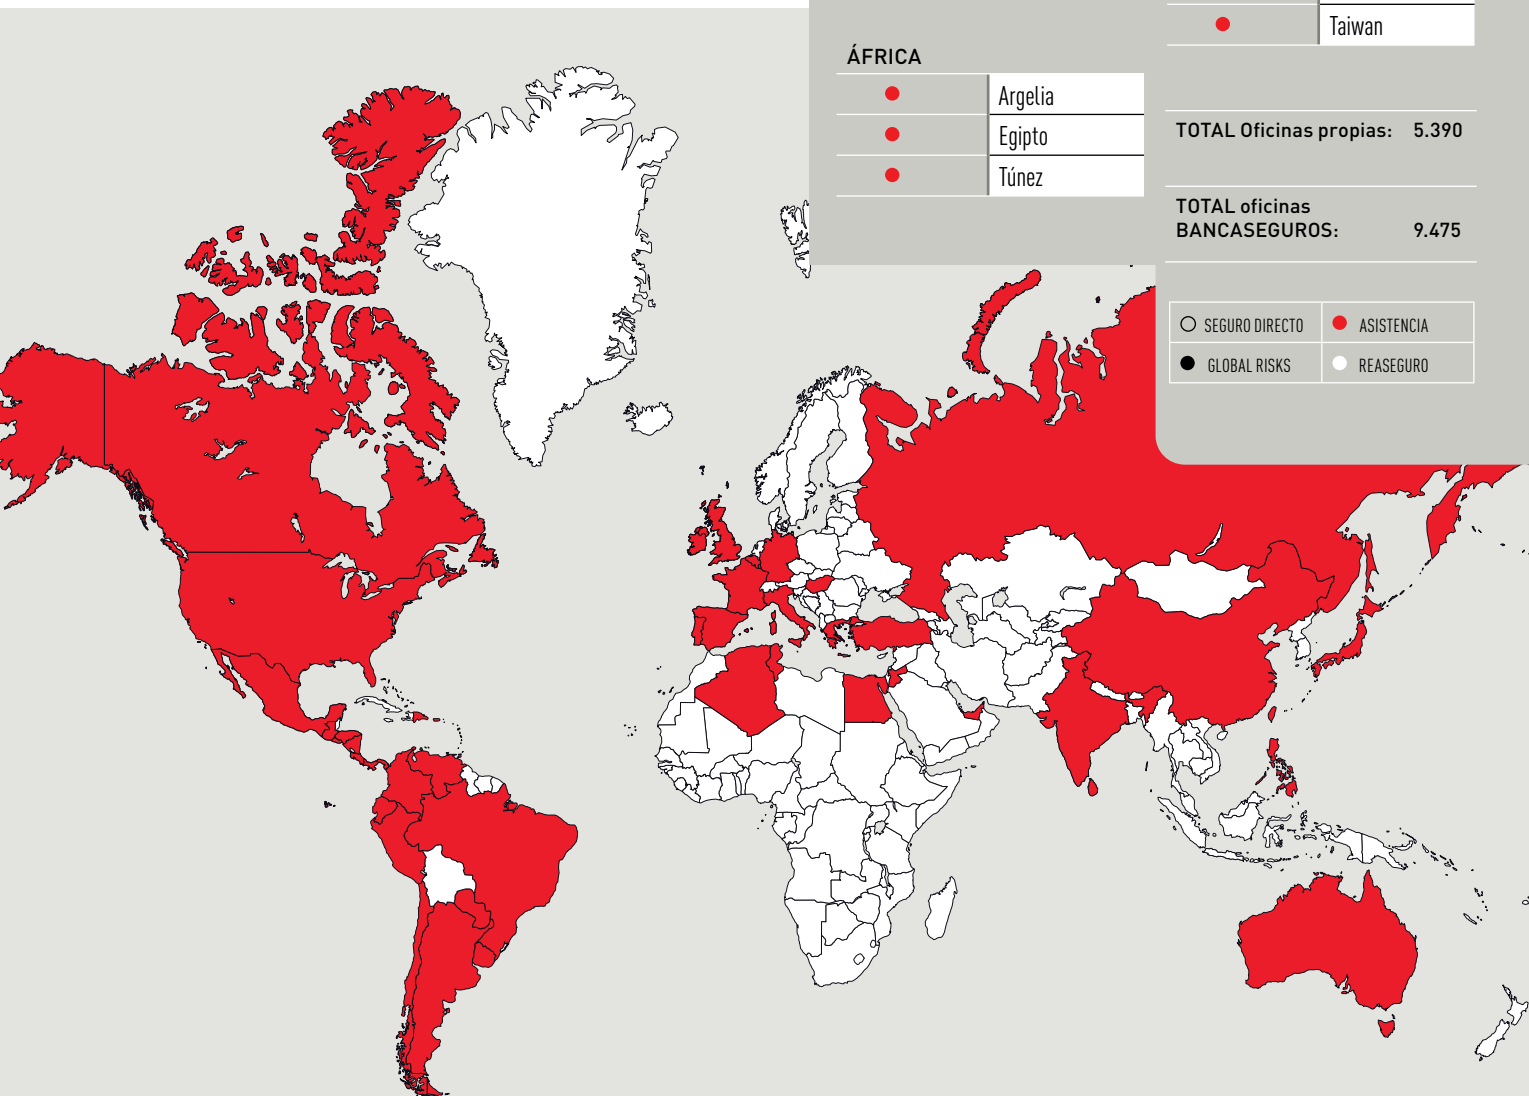 ÁFRICA
Argelia
Egipto
Túnez
Taiwan
TOTAL Oficinas propias: 5.390
TOTAL oficinas
BANCASEGUROS: 9.475
SEGURO DIRECTO
ASISTENCIA
GLOBAL RISKS
REASEGURO